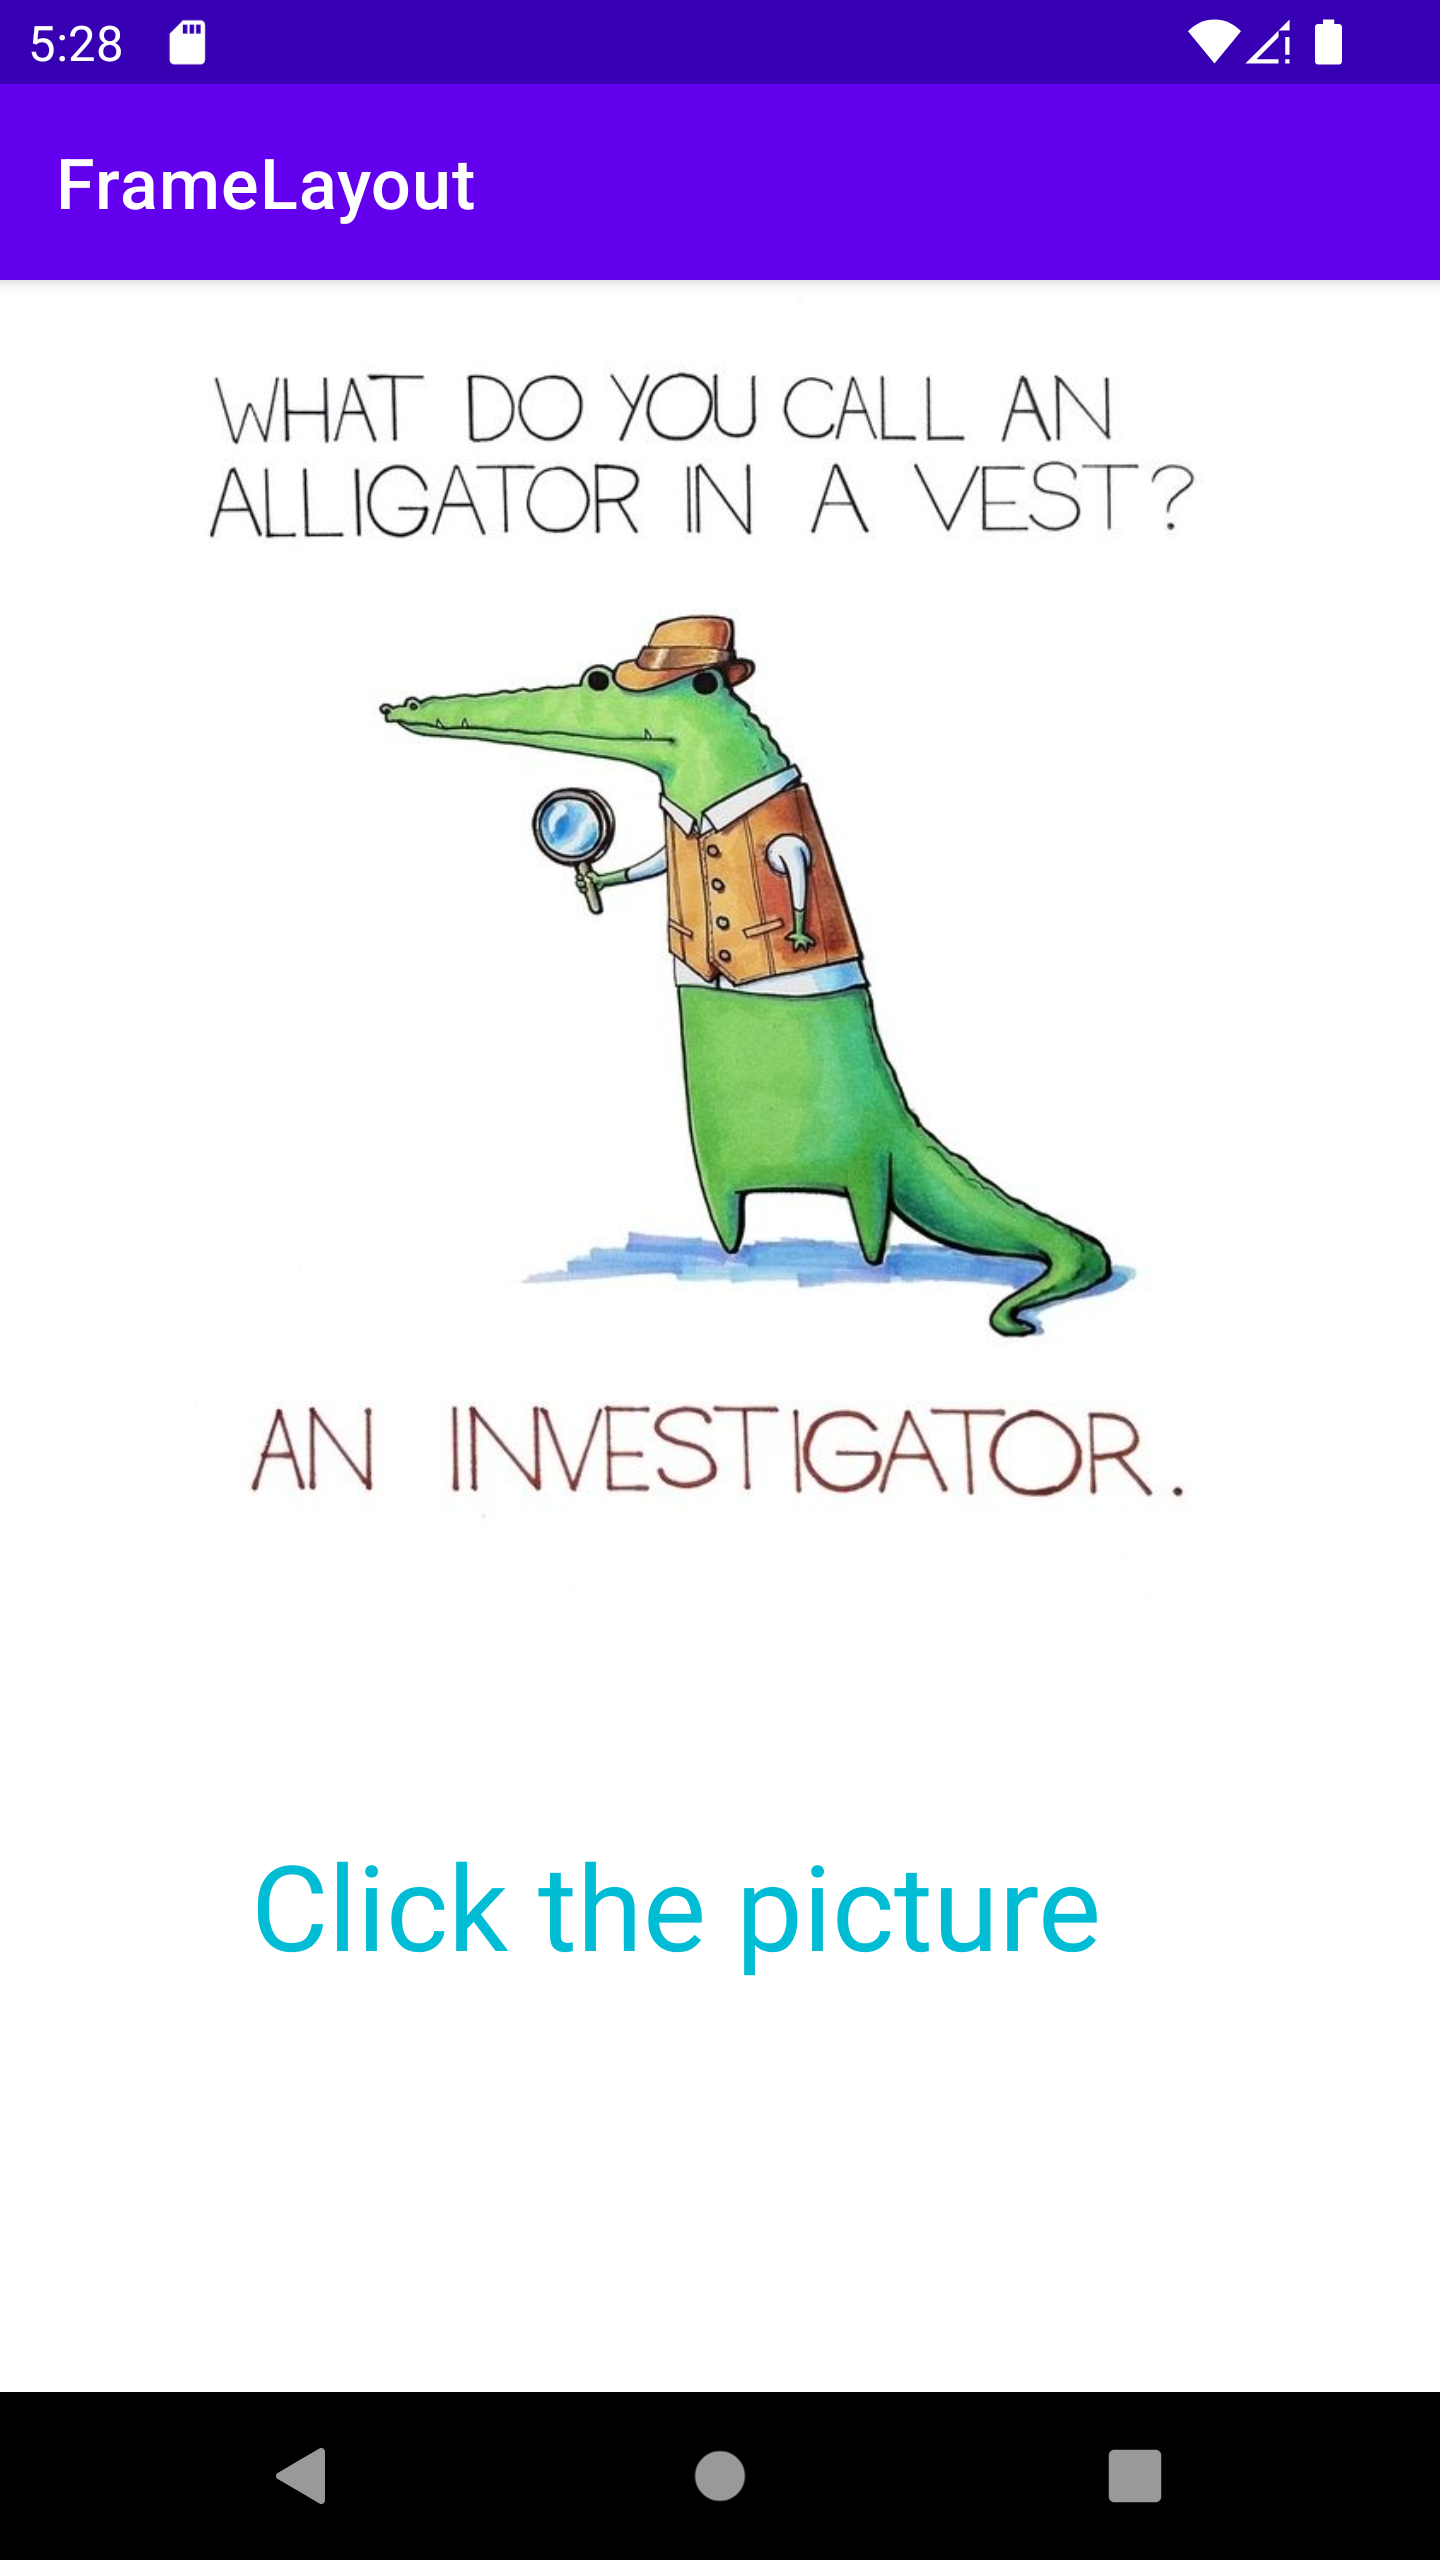 5:28
FrameLayout
WHAT DO YOU CALL AN
ALLIGATOR IN A VEST?
AN INVESTIGATOR.
Click the picture